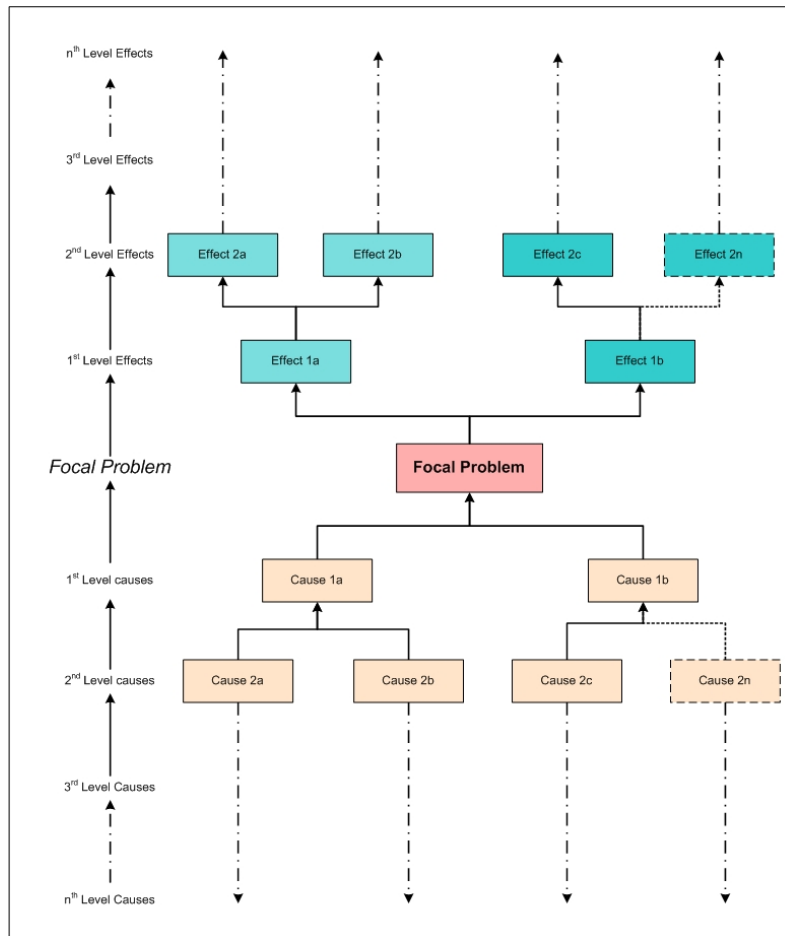 nth Level Effects
3rd Level Effects
2nd Level Effects
Effect 2a
Effect 2b
Effect 2c
Effect 2n
1st Level Effects
Effect 1a
Effect 1b
Focal Problem
Focal Problem
1st Level causes
Cause 1a
Cause 1b
2nd Level causes
Cause 2a
Cause 2b
Cause 2c
Cause 2n
3rd Level Causes
nth Level Causes